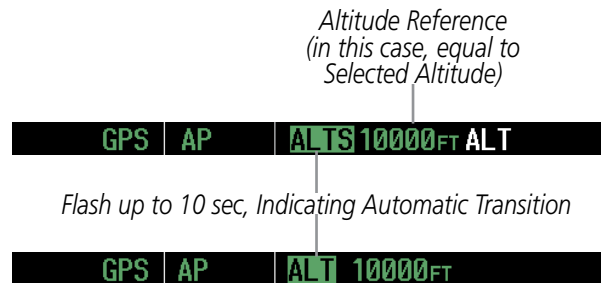 Altitude Reference
(in this case, equal to
Selected Altitude)
GPS AP ALTS 10000FT ALT
Flash up to 10 sec, Indicating Automatic Transition
GPS AP ALT 10000FT